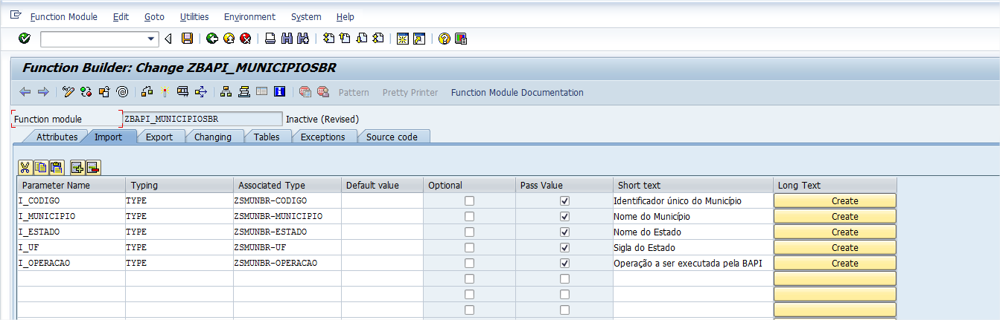 Function Module Edit Goto Utilities Environment System Help
Function Builder: Change ZBAPI_MUNICIPIOSBR
Pattern Pretty Printer Function Module Documentation
Function module ZBAPI_MUNICIPIOSBR Inactive (Revised)
Attributes Import Export Changing Tables Exceptions Source code
Parameter Name Typing Associated Type Default value Optional Pass Value Short text Long Text
I_CODIGO TYPE ZSMUNBR-CODIGO Identificador único do Município Create
I_MUNICIPIO TYPE ZSMUNBR-MUNICIPIO Nome do Município Create
I_ESTADO TYPE ZSMUNBR-ESTADO Nome do Estado Create
I_UF TYPE ZSMUNBR-UF Sigla do Estado Create
I_OPERACAO TYPE ZSMUNBR-OPERACAO Operação a ser executada pela BAPI Create